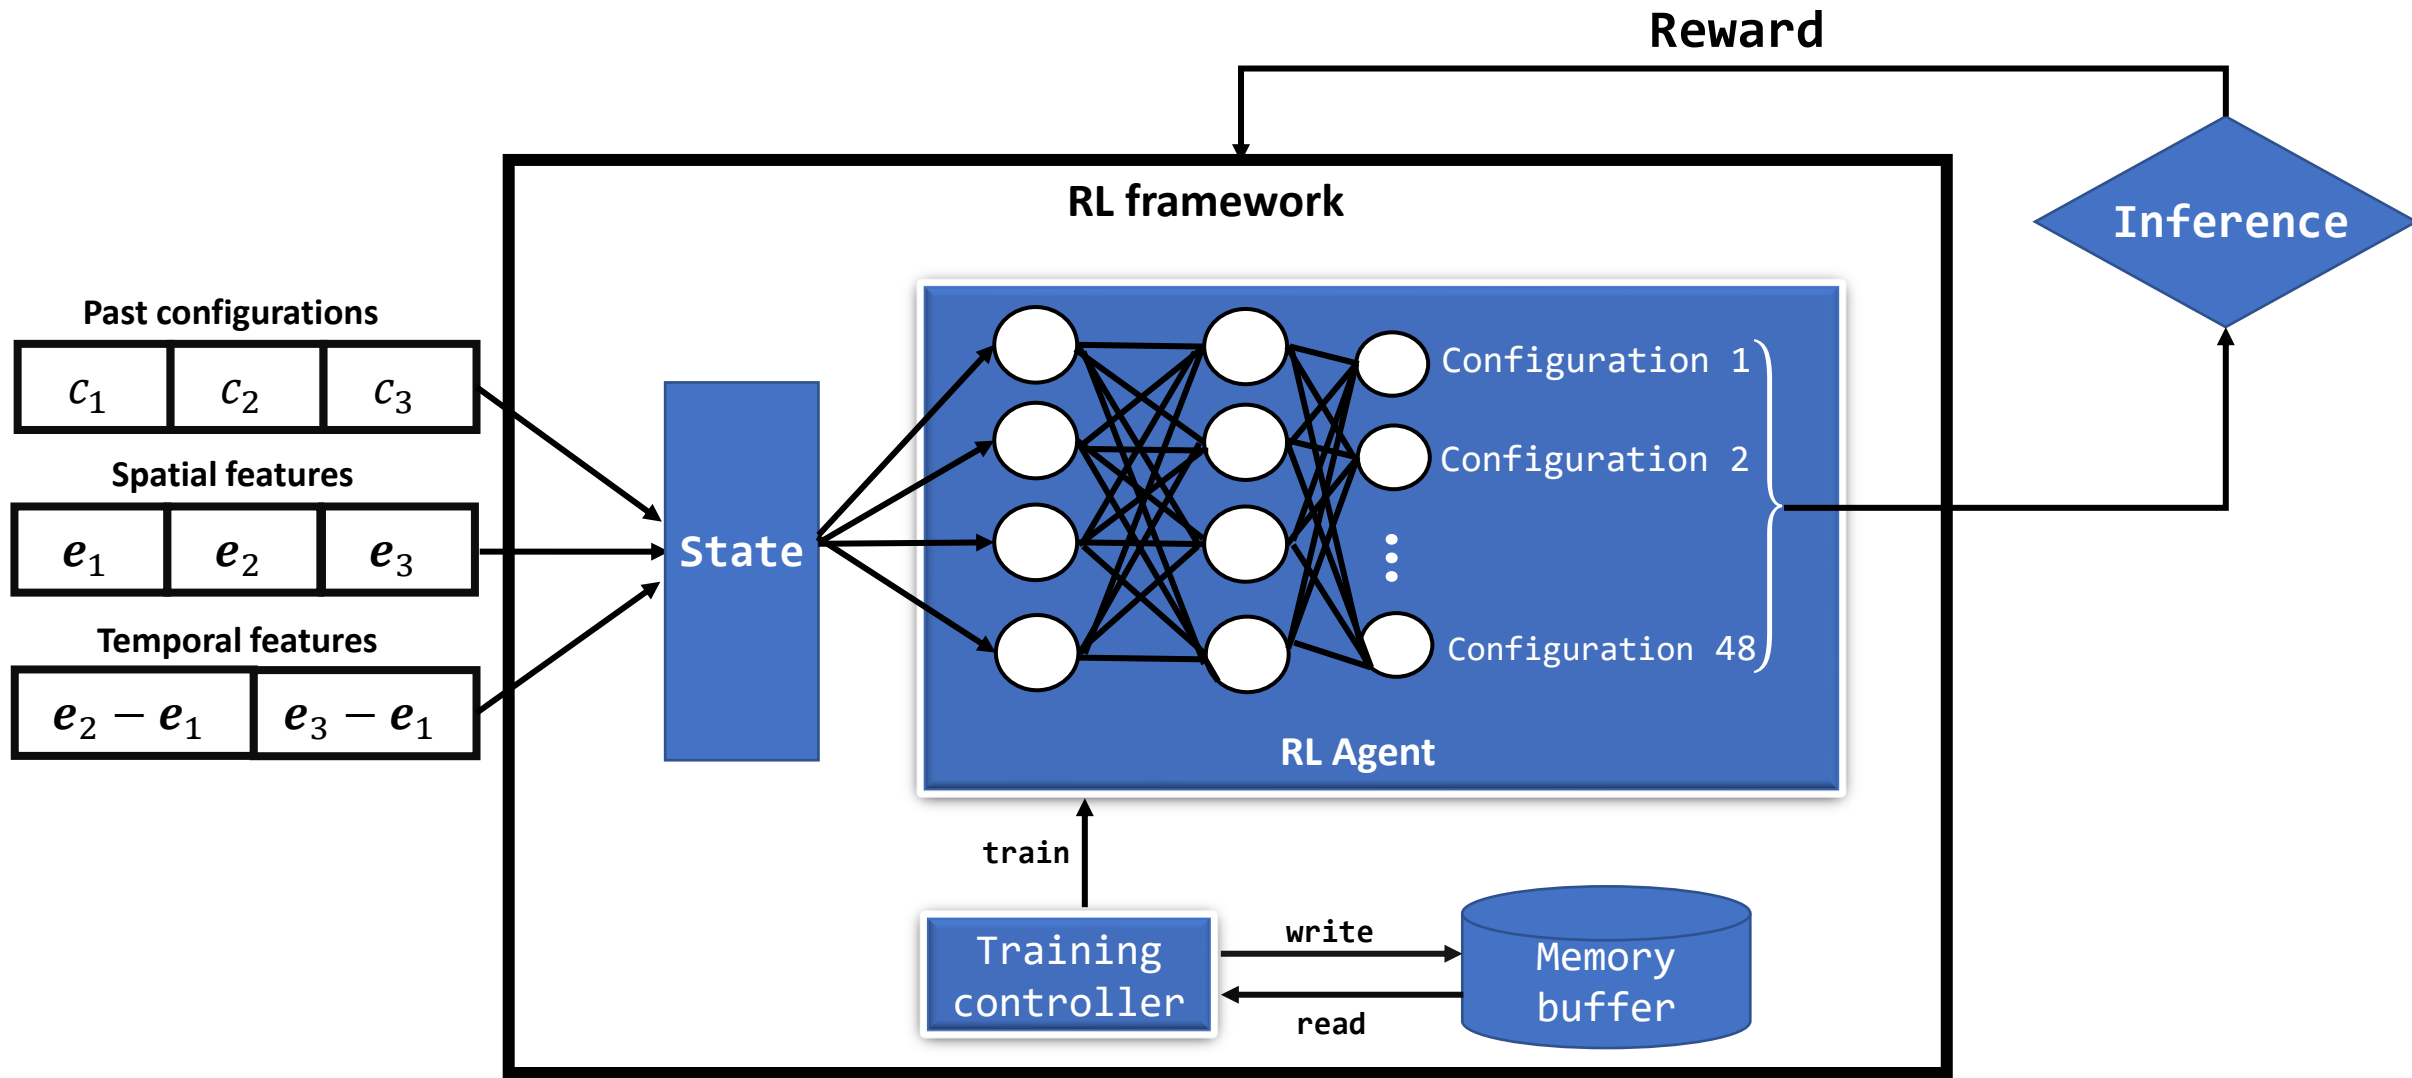 Reward
RL framework
Inference
Past configurations
c₁ c₂ c₃
Spatial features
e₁ e₂ e₃
Temporal features
e₂ − e₁ e₃ − e₁
State
Configuration 1
Configuration 2
⋮
Configuration 48
RL Agent
train
Training
controller
write
read
Memory
buffer